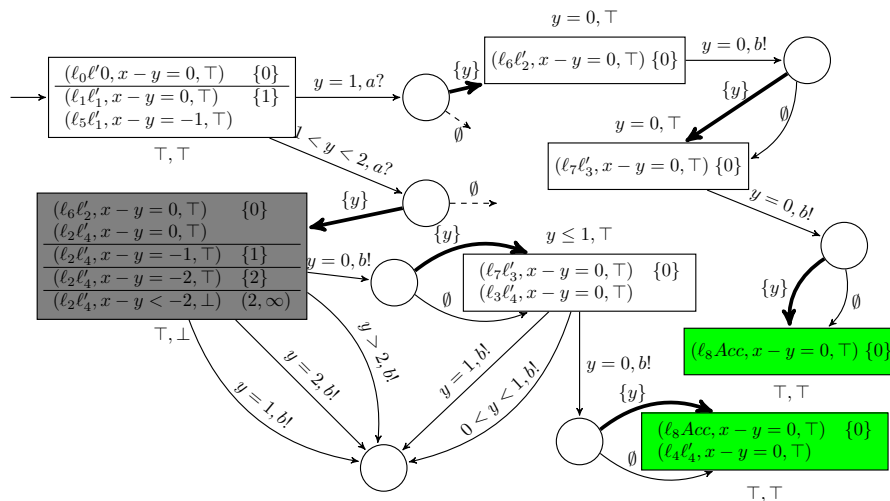 y = 0, ⊤
(ℓ₀ℓ′0, x − y = 0, ⊤) {0}
(ℓ₁ℓ′₁, x − y = 0, ⊤) {1}
(ℓ₅ℓ′₁, x − y = −1, ⊤)
⊤, ⊤
y = 1, a?
{y}
∅
(ℓ₆ℓ′₂, x − y = 0, ⊤) {0}
y = 0, b!
{y}
∅
y = 0, ⊤
(ℓ₇ℓ′₃, x − y = 0, ⊤) {0}
1 < y < 2, a?
{y}
∅
y = 0, b!
(ℓ₆ℓ′₂, x − y = 0, ⊤) {0}
(ℓ₂ℓ′₄, x − y = 0, ⊤)
(ℓ₂ℓ′₄, x − y = −1, ⊤) {1}
(ℓ₂ℓ′₄, x − y = −2, ⊤) {2}
(ℓ₂ℓ′₄, x − y < −2, ⊥) (2, ∞)
⊤, ⊥
y = 0, b!
{y}
∅
y ≤ 1, ⊤
(ℓ₇ℓ′₃, x − y = 0, ⊤) {0}
(ℓ₃ℓ′₄, x − y = 0, ⊤)
{y}
∅
(ℓ₈Acc, x − y = 0, ⊤) {0}
⊤, ⊤
y = 1, b!
y = 2, b!
y > 2, b!
y = 1, b!
0 < y < 1, b!
y = 0, b!
{y}
∅
(ℓ₈Acc, x − y = 0, ⊤) {0}
(ℓ₄ℓ′₄, x − y = 0, ⊤)
⊤, ⊤